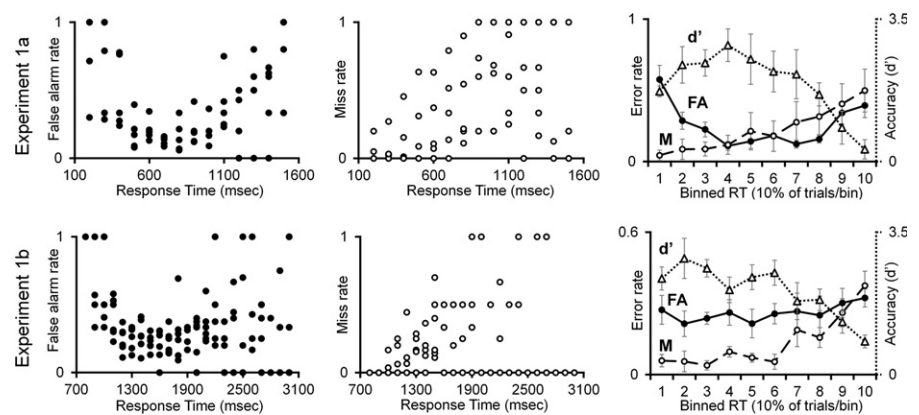 Experiment 1a
False alarm rate
1
0
100 600 1100 1600
Response Time (msec)
Miss rate
1
0
100 600 1100 1600
Response Time (msec)
Error rate
1
0
d'
FA
M
3.5
0
Accuracy (d')
1 2 3 4 5 6 7 8 9 10
Binned RT (10% of trials/bin)
Experiment 1b
False alarm rate
1
0
700 1300 1900 2500 3100
Response Time (msec)
Miss rate
1
0
700 1300 1900 2500 3100
Response Time (msec)
Error rate
0.6
0
d'
FA
M
3.5
0
Accuracy (d')
1 2 3 4 5 6 7 8 9 10
Binned RT (10% of trials/bin)